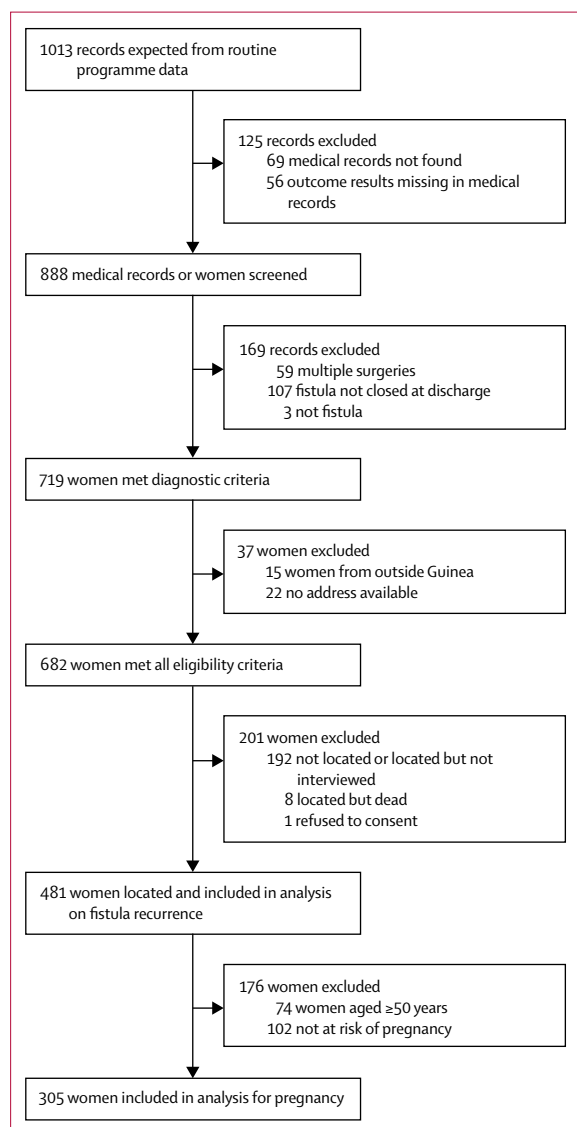 1013 records expected from routine
programme data
125 records excluded
69 medical records not found
56 outcome results missing in medical
records
888 medical records or women screened
169 records excluded
59 multiple surgeries
107 fistula not closed at discharge
3 not fistula
719 women met diagnostic criteria
37 women excluded
15 women from outside Guinea
22 no address available
682 women met all eligibility criteria
201 women excluded
192 not located or located but not
interviewed
8 located but dead
1 refused to consent
481 women located and included in analysis
on fistula recurrence
176 women excluded
74 women aged ≥50 years
102 not at risk of pregnancy
305 women included in analysis for pregnancy